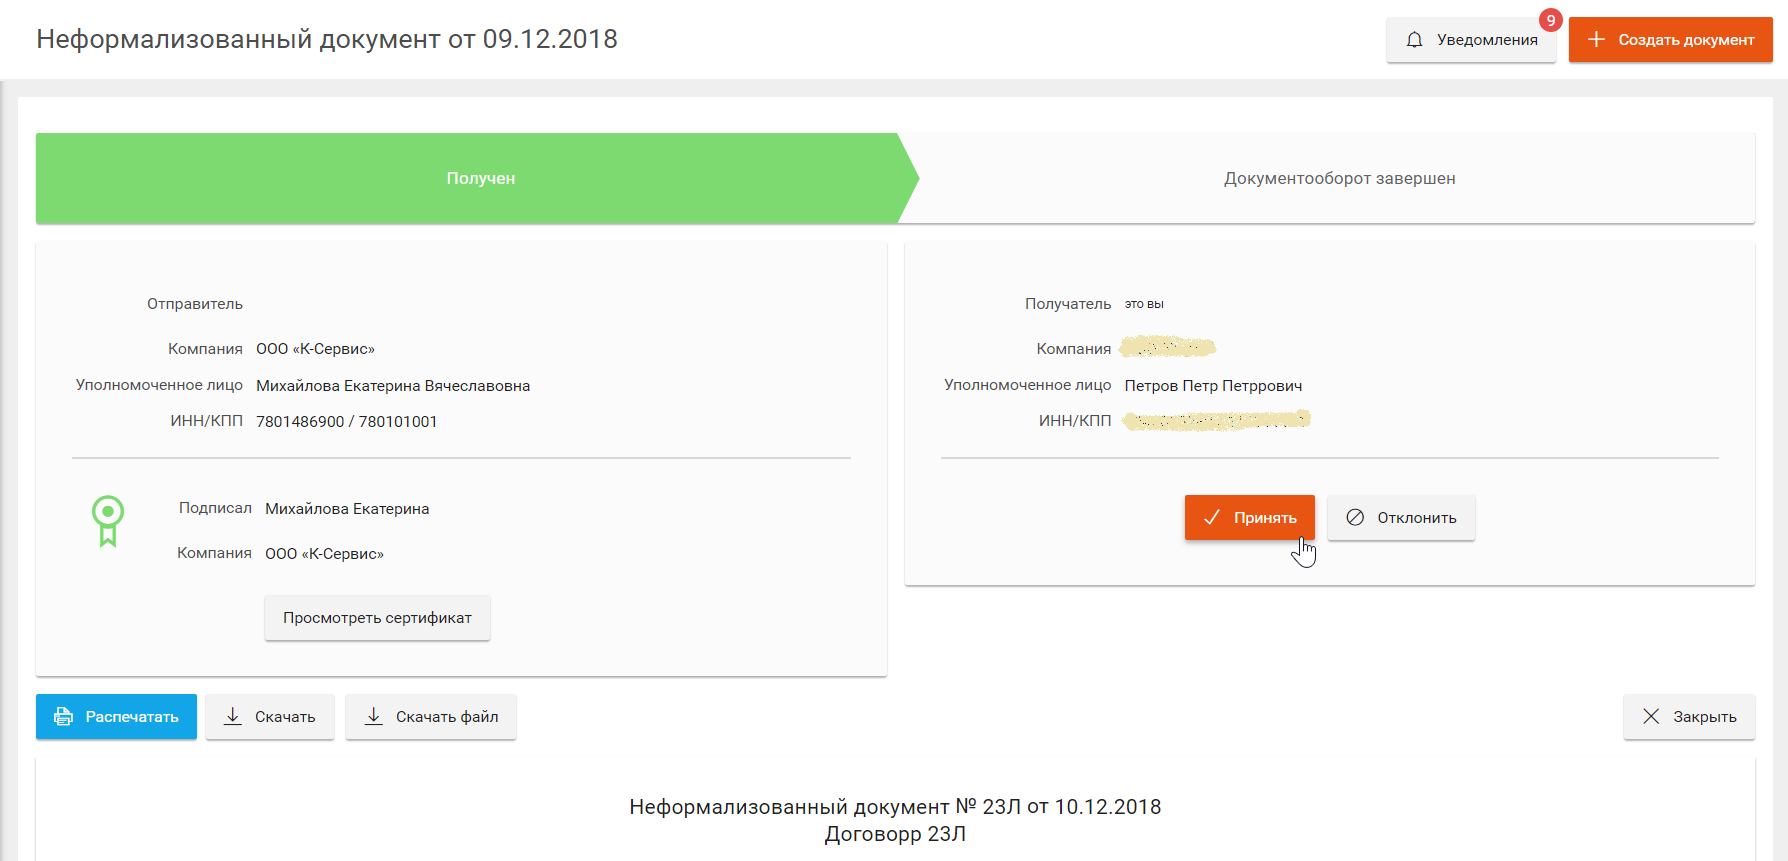 Неформализованный документ от 09.12.2018
Уведомления
9
Создать документ
Получен
Документооборот завершен
Отправитель
Компания ООО «К-Сервис»
Уполномоченное лицо Михайлова Екатерина Вячеславовна
ИНН/КПП 7801486900 / 780101001
Подписал Михайлова Екатерина
Компания ООО «К-Сервис»
Просмотреть сертификат
Получатель это вы
Компания
Уполномоченное лицо Петров Петр Петррович
ИНН/КПП
Принять
Отклонить
Распечатать
Скачать
Скачать файл
Закрыть
Неформализованный документ № 23Л от 10.12.2018
Договорр 23Л